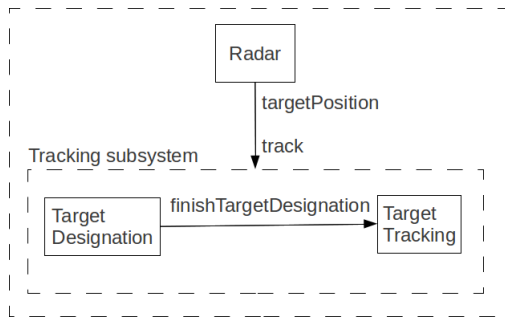 Radar
targetPosition
track
Tracking subsystem
finishTargetDesignation
Target
Designation
Target
Tracking